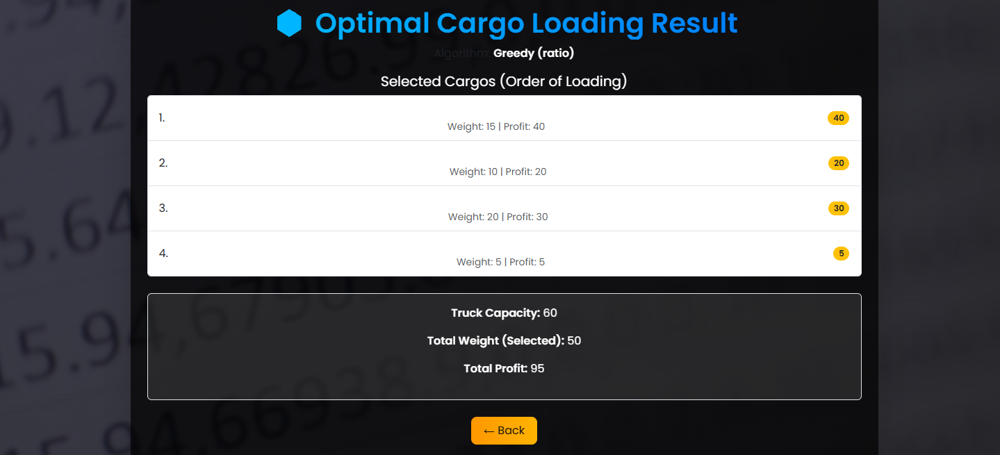 Optimal Cargo Loading Result
Algorithm: Greedy (ratio)
Selected Cargos (Order of Loading)
1.
Weight: 15 | Profit: 40
40
2.
Weight: 10 | Profit: 20
20
3.
Weight: 20 | Profit: 30
30
4.
Weight: 5 | Profit: 5
5
Truck Capacity: 60
Total Weight (Selected): 50
Total Profit: 95
← Back